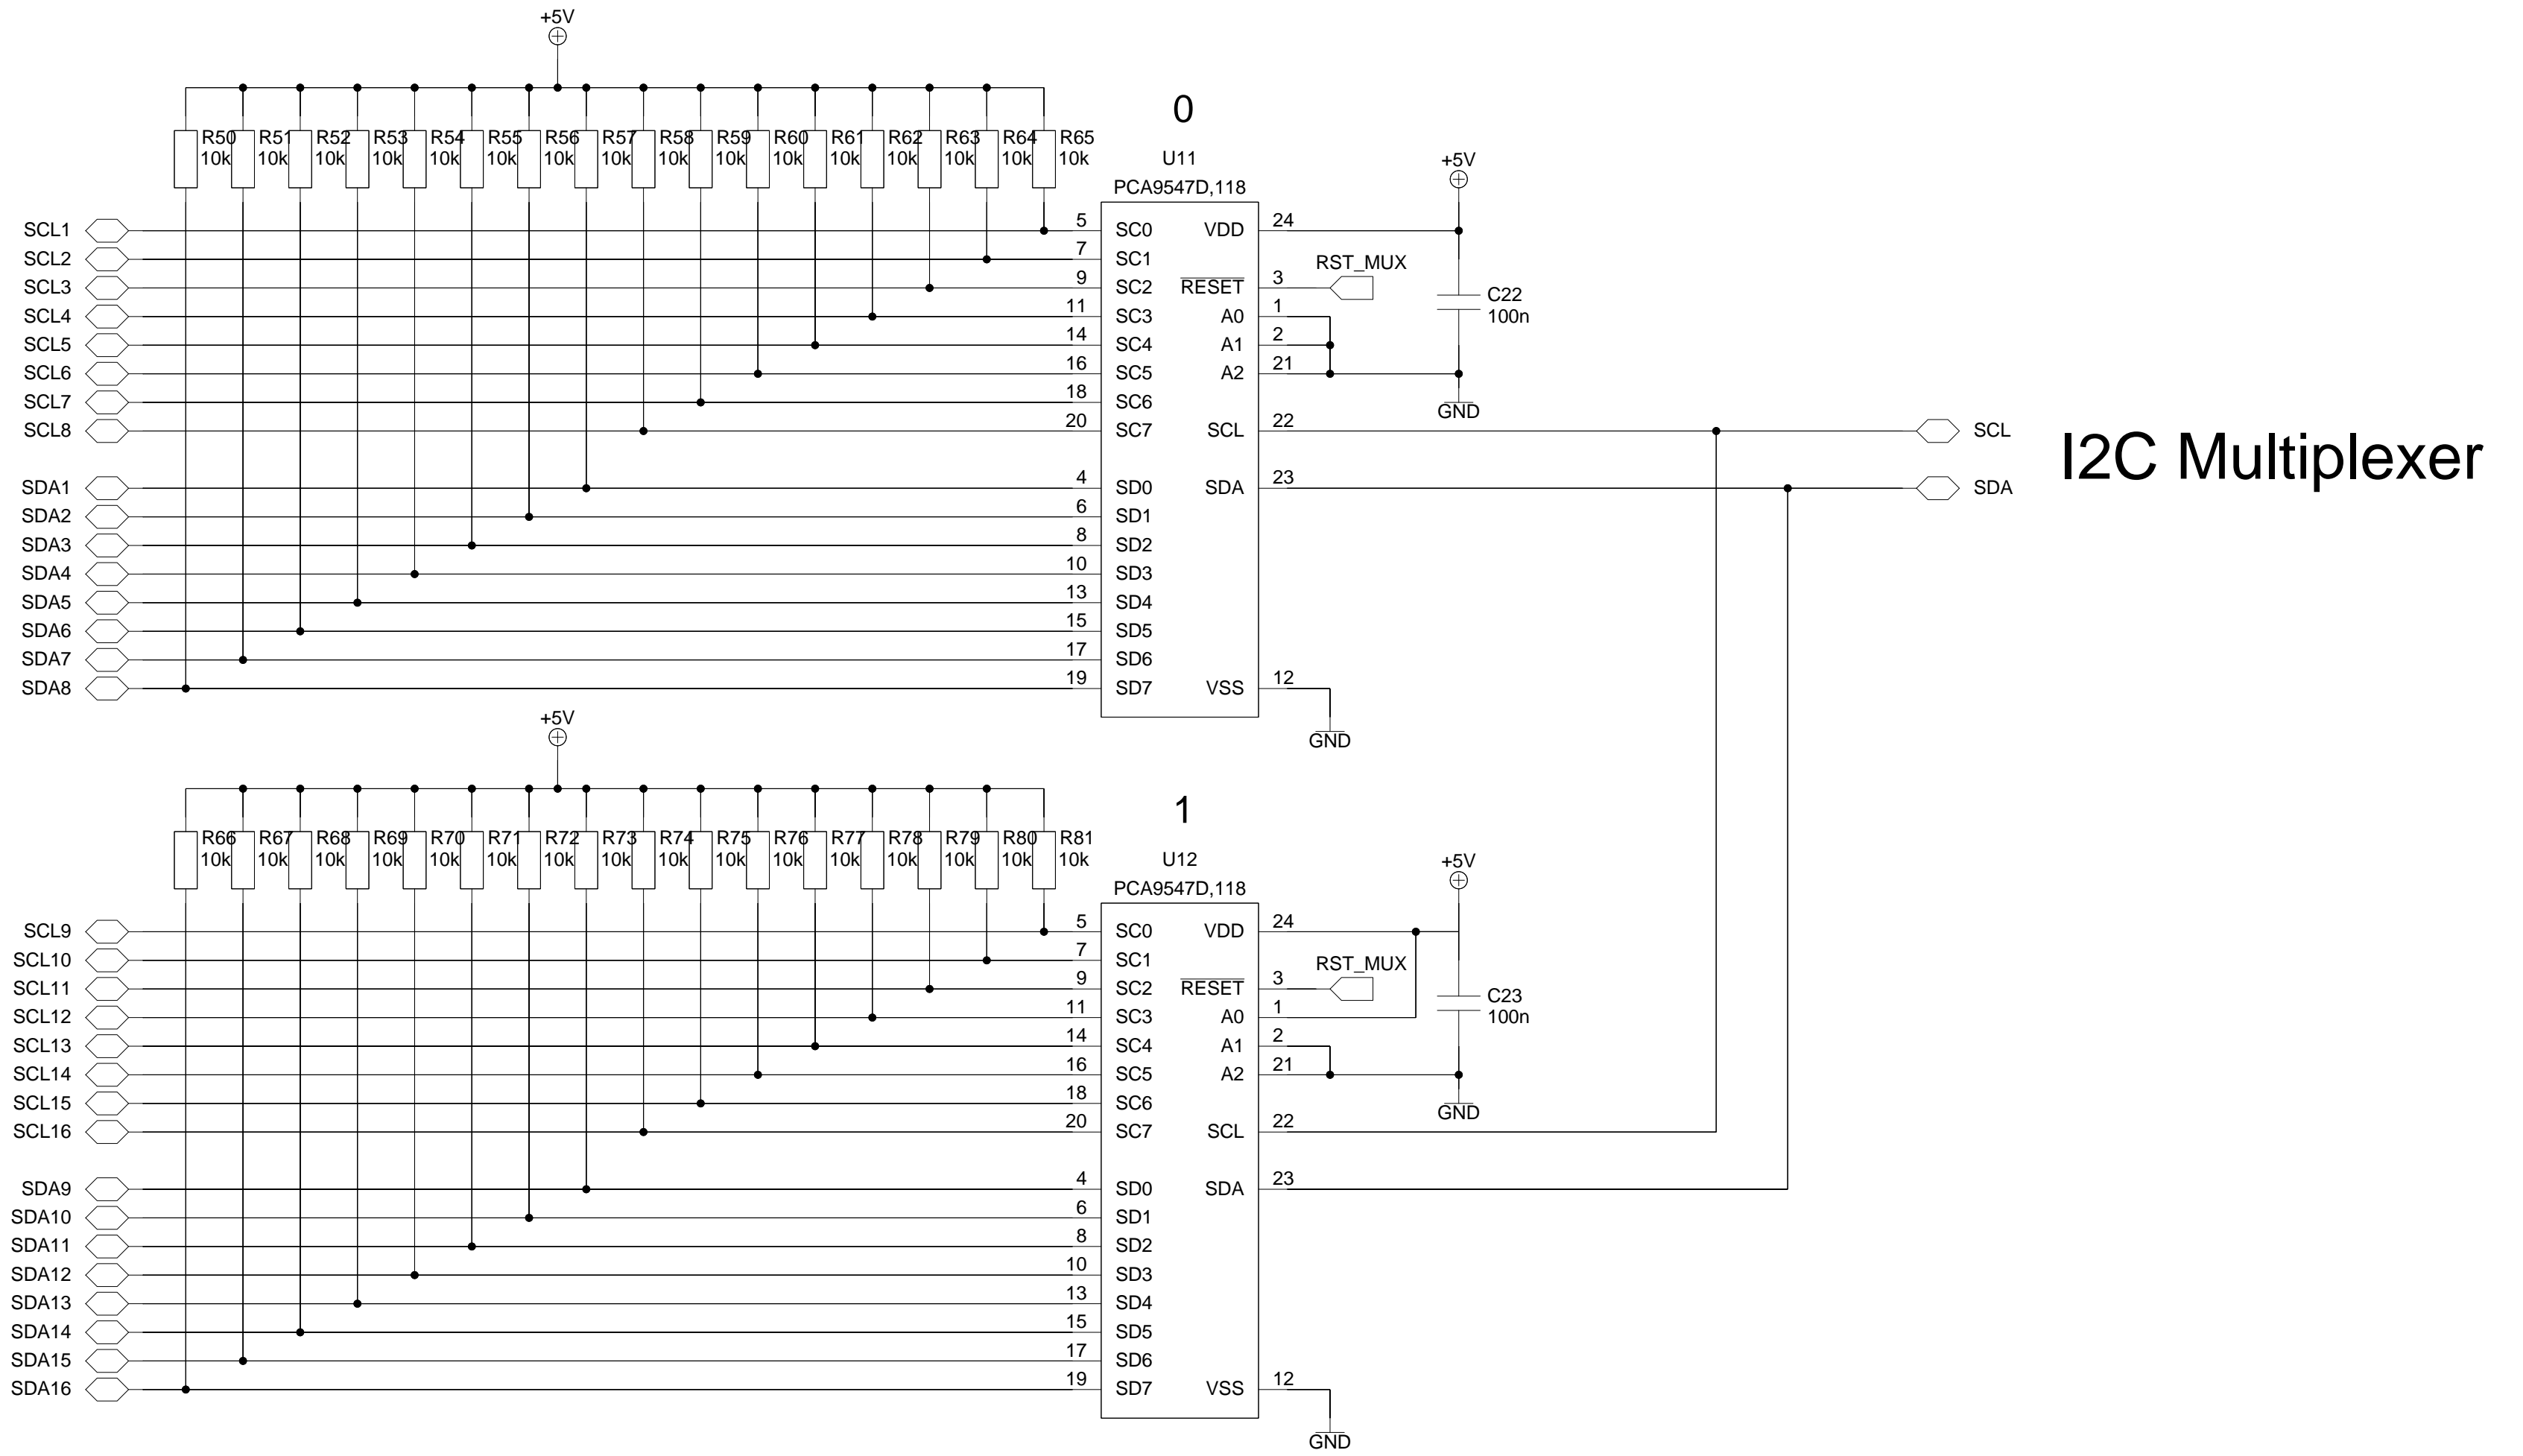 +5V
R50 R51 R52 R53 R54 R55 R56 R57 R58 R59 R60 R61 R62 R63 R64 R65
10k 10k 10k 10k 10k 10k 10k 10k 10k 10k 10k 10k 10k 10k 10k 10k
0
U11
PCA9547D,118
+5V
SCL1 5 SC0 VDD 24
SCL2 7 SC1 RST_MUX
SCL3 9 SC2 RESET 3
C22
SCL4 11 SC3 A0 1
100n
SCL5 14 SC4 A1 2
SCL6 16 SC5 A2 21
SCL7 18 SC6
GND
SCL8 20 SC7 SCL 22 SCL
I2C Multiplexer
SDA1 4 SD0 SDA 23 SDA
SDA2 6 SD1
SDA3 8 SD2
SDA4 10 SD3
SDA5 13 SD4
SDA6 15 SD5
SDA7 17 SD6
SDA8 19 SD7 VSS 12
GND
+5V
R66 R67 R68 R69 R70 R71 R72 R73 R74 R75 R76 R77 R78 R79 R80 R81
10k 10k 10k 10k 10k 10k 10k 10k 10k 10k 10k 10k 10k 10k 10k 10k
1
U12
PCA9547D,118
+5V
SCL9 5 SC0 VDD 24
SCL10 7 SC1 RST_MUX
SCL11 9 SC2 RESET 3
C23
SCL12 11 SC3 A0 1
100n
SCL13 14 SC4 A1 2
SCL14 16 SC5 A2 21
SCL15 18 SC6
GND
SCL16 20 SC7 SCL 22
SDA9 4 SD0 SDA 23
SDA10 6 SD1
SDA11 8 SD2
SDA12 10 SD3
SDA13 13 SD4
SDA14 15 SD5
SDA15 17 SD6
SDA16 19 SD7 VSS 12
GND